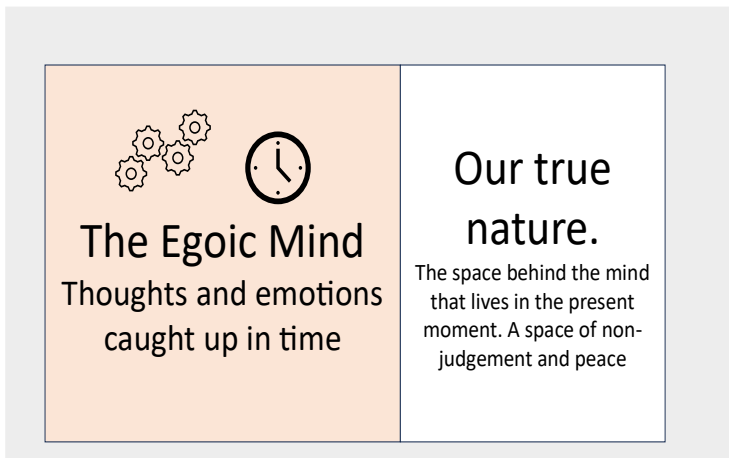 The Egoic Mind
Thoughts and emotions
caught up in time
Our true
nature.
The space behind the mind
that lives in the present
moment. A space of non-
judgement and peace